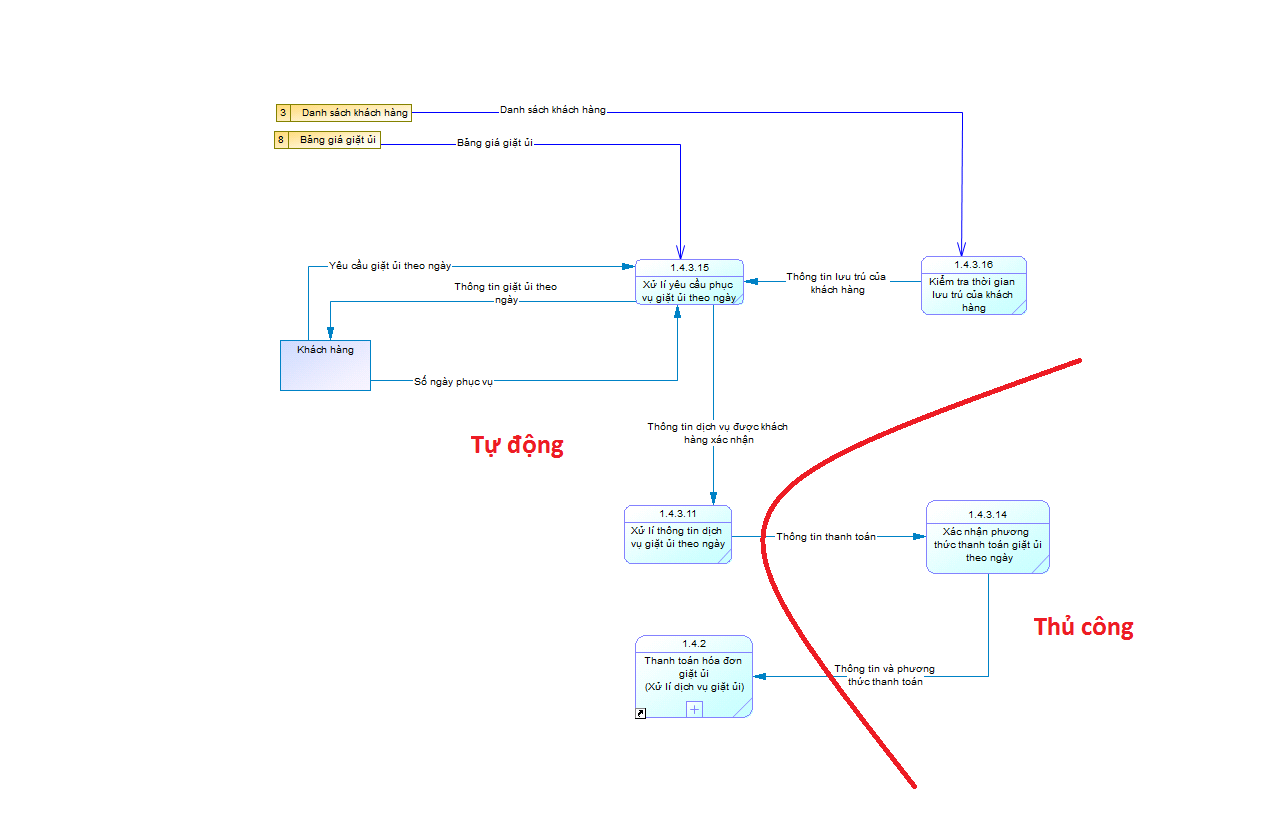 3 Danh sách khách hàng
Danh sách khách hàng
8 Bảng giá giặt ủi
Bảng giá giặt ủi
Yêu cầu giặt ủi theo ngày
Thông tin giặt ủi theo
ngày
1.4.3.15
Xử lí yêu cầu phục
vụ giặt ủi theo ngày
Thông tin lưu trú của
khách hàng
1.4.3.16
Kiểm tra thời gian
lưu trú của khách
hàng
Khách hàng
Số ngày phục vụ
Tự động
Thông tin dịch vụ được khách
hàng xác nhận
1.4.3.11
Xử lí thông tin dịch
vụ giặt ủi theo ngày
Thông tin thanh toán
1.4.3.14
Xác nhận phương
thức thanh toán giặt ủi
theo ngày
Thủ công
1.4.2
Thanh toán hóa đơn
giặt ủi
(Xử lí dịch vụ giặt ủi)
Thông tin và phương
thức thanh toán